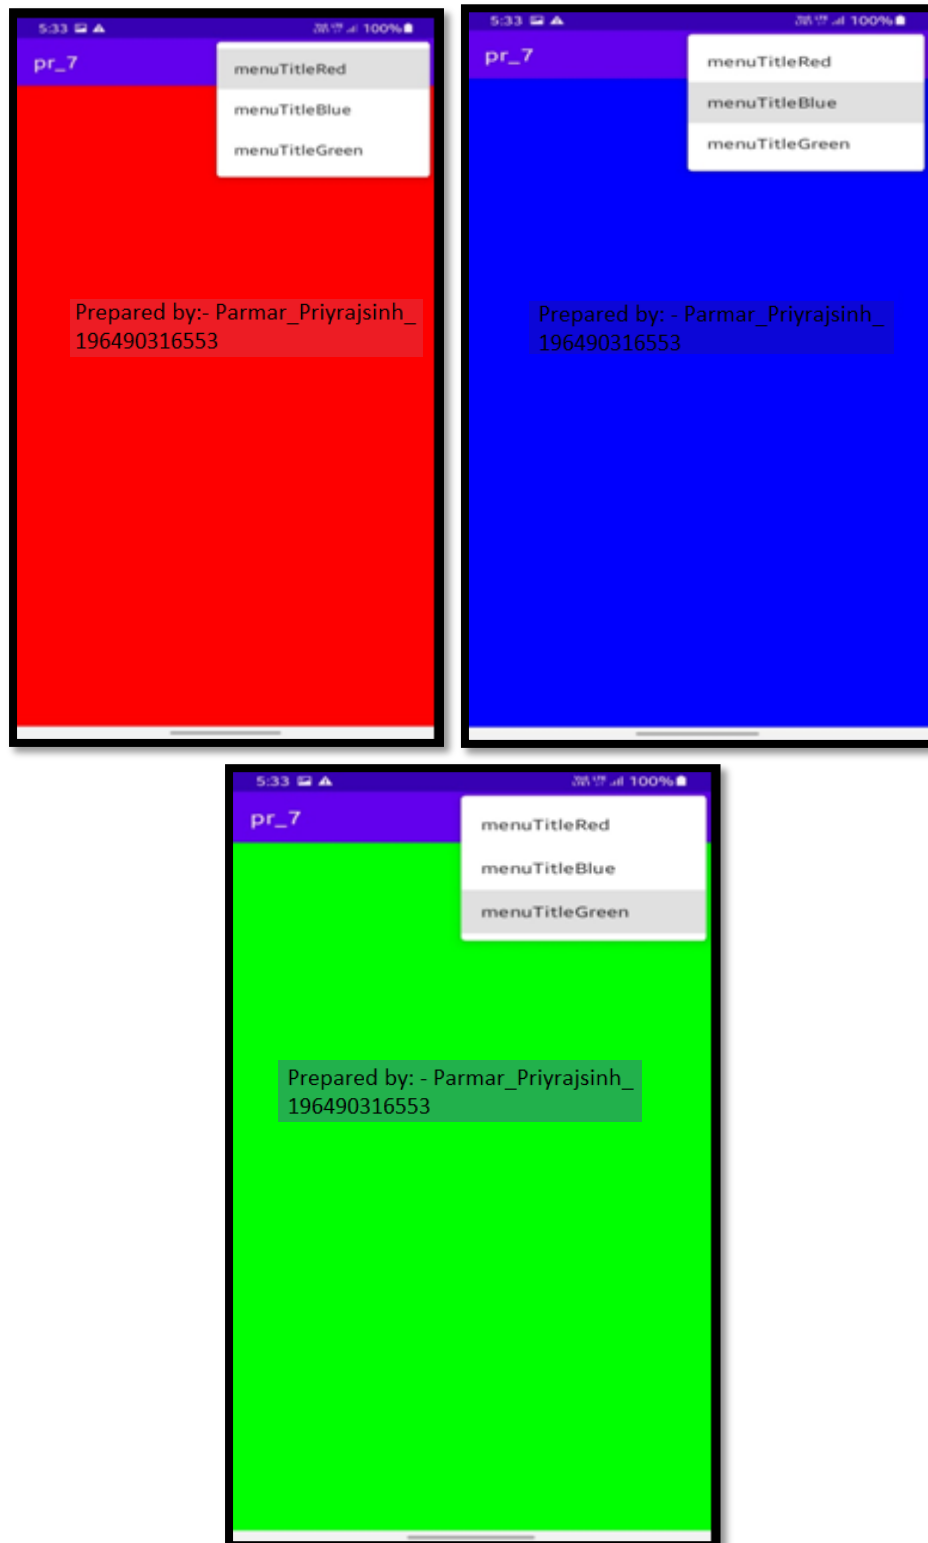 5:33 100%
pr_7
menuTitleRed
menuTitleBlue
menuTitleGreen
Prepared by:- Parmar_Priyrajsinh_
196490316553
5:33 100%
pr_7
menuTitleRed
menuTitleBlue
menuTitleGreen
Prepared by: - Parmar_Priyrajsinh_
196490316553
5:33 100%
pr_7
menuTitleRed
menuTitleBlue
menuTitleGreen
Prepared by: - Parmar_Priyrajsinh_
196490316553